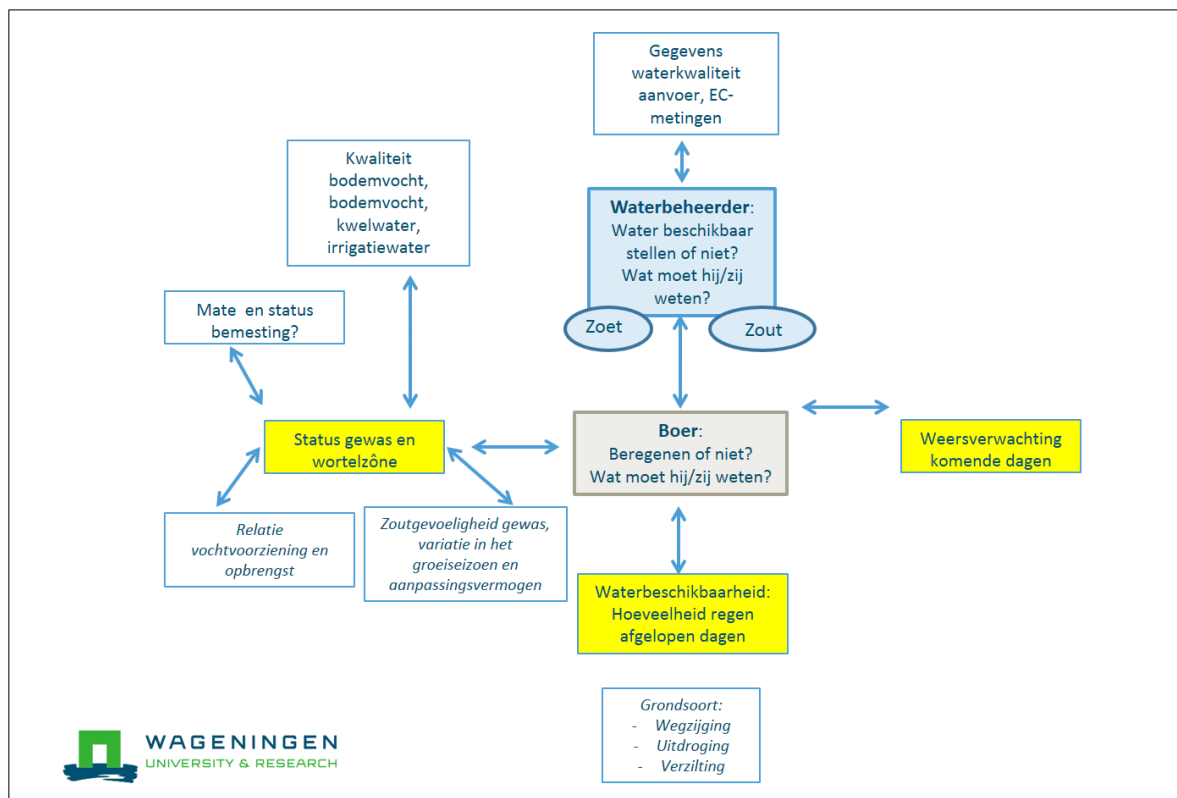 Gegevens
waterkwaliteit
aanvoer, EC-
metingen
Kwaliteit
bodemvocht,
bodemvocht,
kwelwater,
irrigatiewater
Waterbeheerder:
Water beschikbaar
stellen of niet?
Wat moet hij/zij
weten?
Zoet
Zout
Mate en status
bemesting?
Status gewas en
wortelzône
Boer:
Beregenen of niet?
Wat moet hij/zij weten?
Weersverwachting
komende dagen
Relatie
vochtvoorziening en
opbrengst
Zoutgevoeligheid gewas,
variatie in het
groeiseizoen en
aanpassingsvermogen
Waterbeschikbaarheid:
Hoeveelheid regen
afgelopen dagen
Grondsoort:
- Wegzijging
- Uitdroging
- Verzilting
WAGENINGEN
UNIVERSITY & RESEARCH